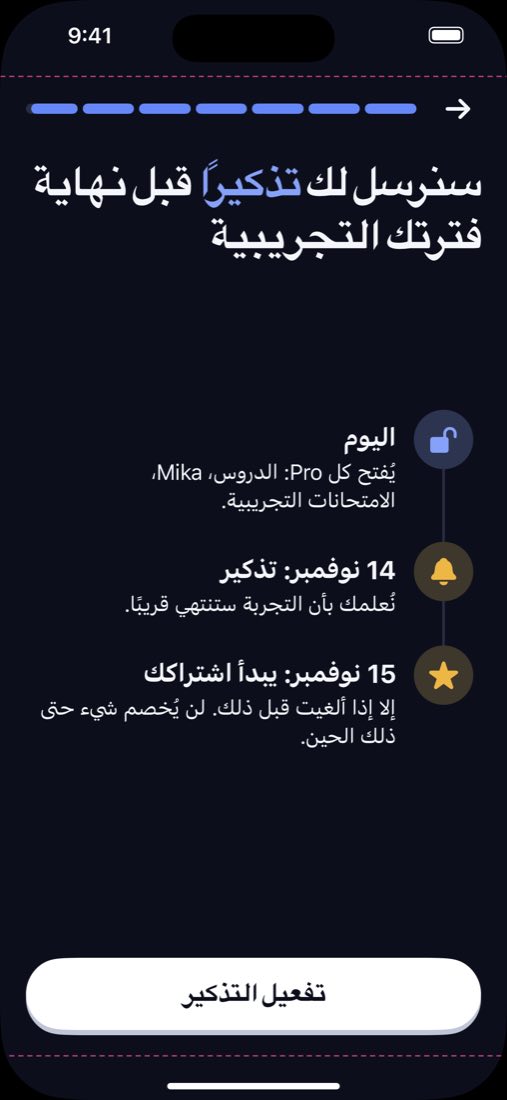 9:41
سنرسل لك تذكيرًا قبل نهاية
فترتك التجريبية
اليوم
يُفتح كل Pro: الدروس، Mika،
الامتحانات التجريبية.
14 نوفمبر: تذكير
نُعلمك بأن التجربة ستنتهي قريبًا.
15 نوفمبر: يبدأ اشتراكك
إلا إذا ألغيت قبل ذلك. لن يُخصم شيء حتى
ذلك الحين.
تفعيل التذكير